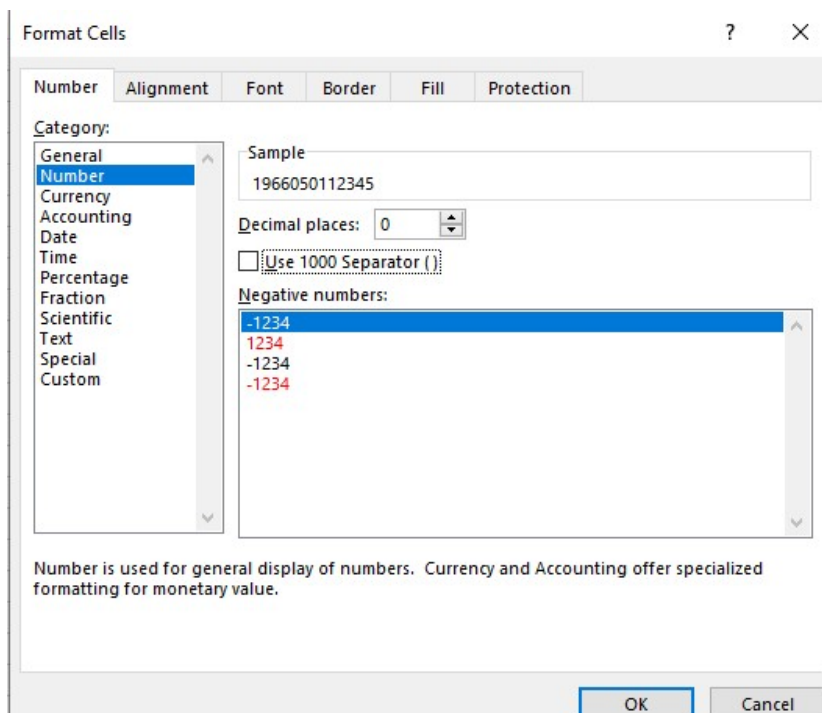 Format Cells ? X
Number Alignment Font Border Fill Protection
Category:
General
Number
Currency
Accounting
Date
Time
Percentage
Fraction
Scientific
Text
Special
Custom
Sample
1966050112345
Decimal places: 0
Use 1000 Separator ( )
Negative numbers:
-1234
1234
-1234
-1234
Number is used for general display of numbers. Currency and Accounting offer specialized
formatting for monetary value.
OK Cancel